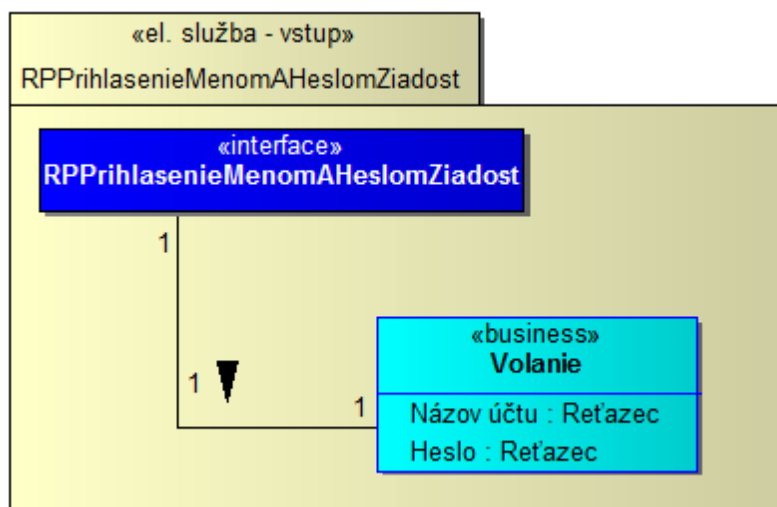 «el. služba - vstup»
RPPrihlasenieMenomAHeslomZiadost
«interface»
RPPrihlasenieMenomAHeslomZiadost
1
1
1
«business»
Volanie
Názov účtu : Reťazec
Heslo : Reťazec